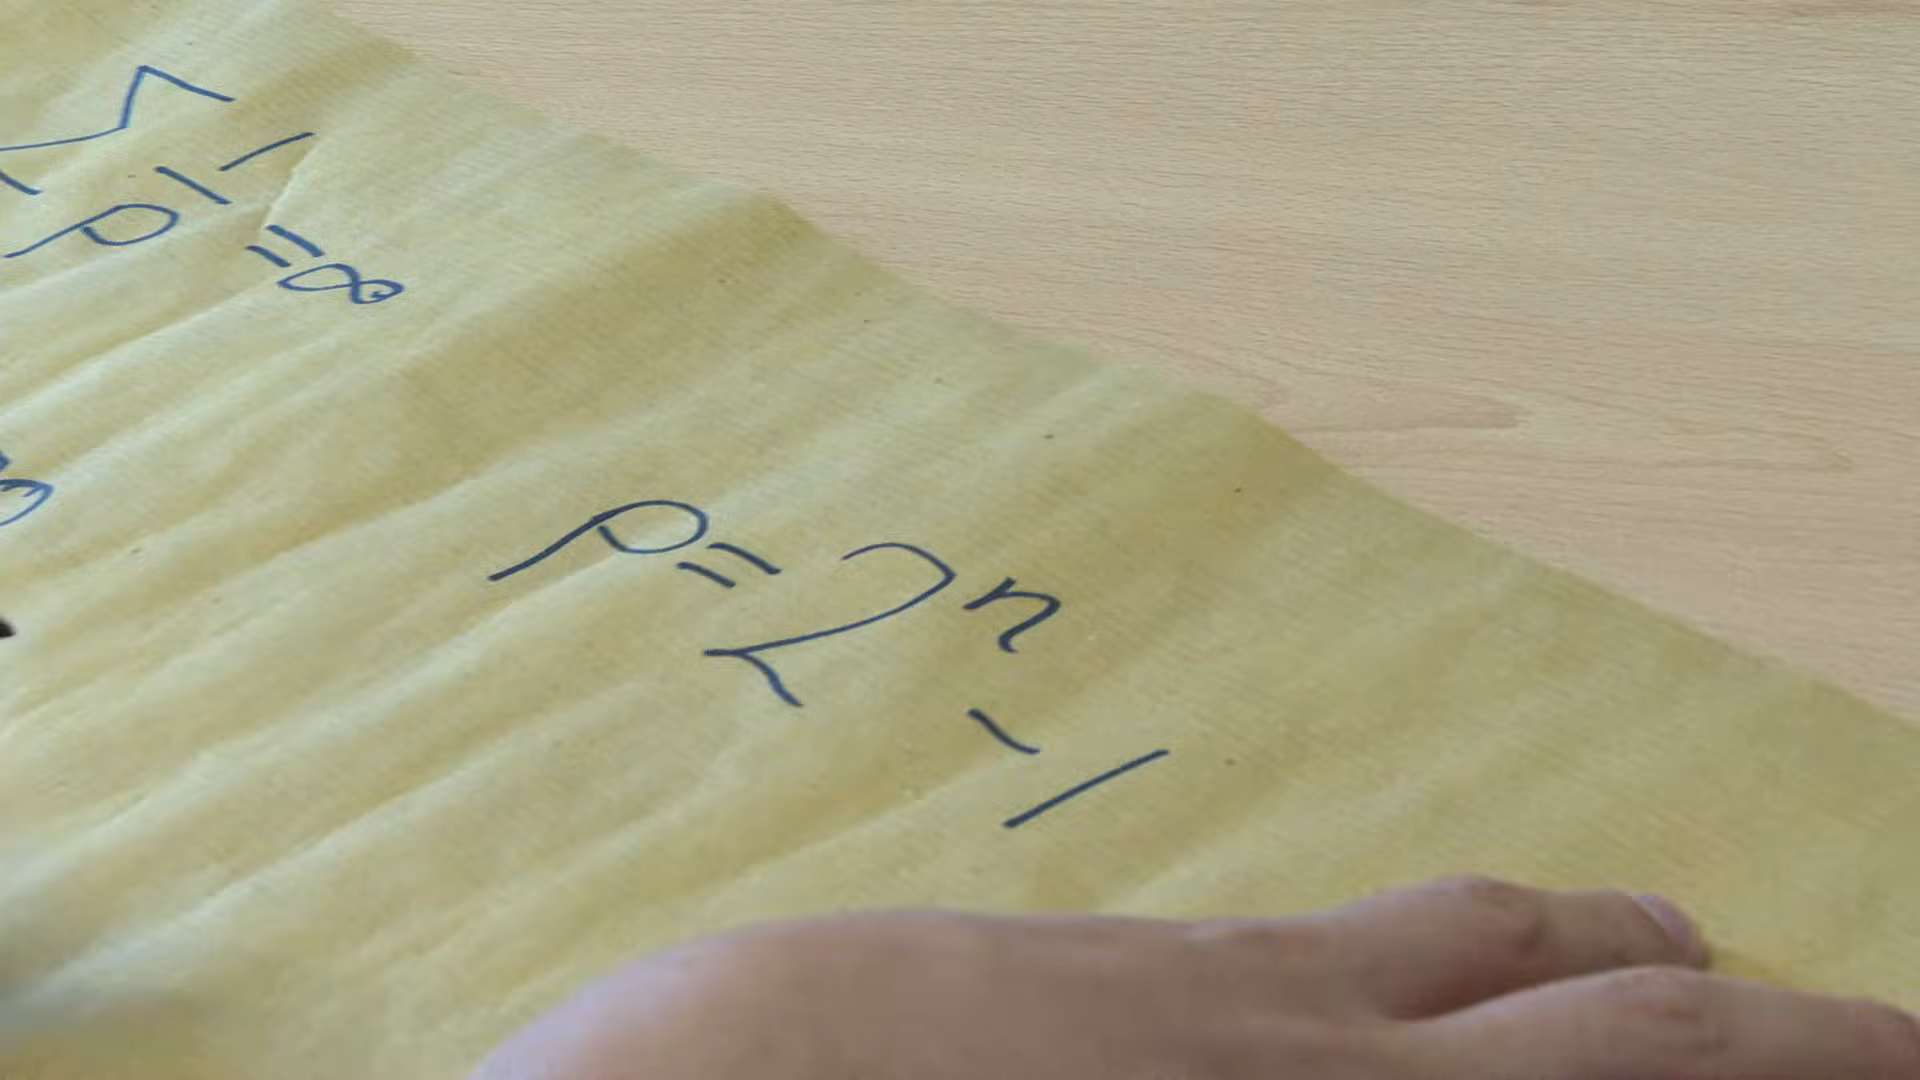 ∑ 1/p = ∞
p = 2ⁿ - 1